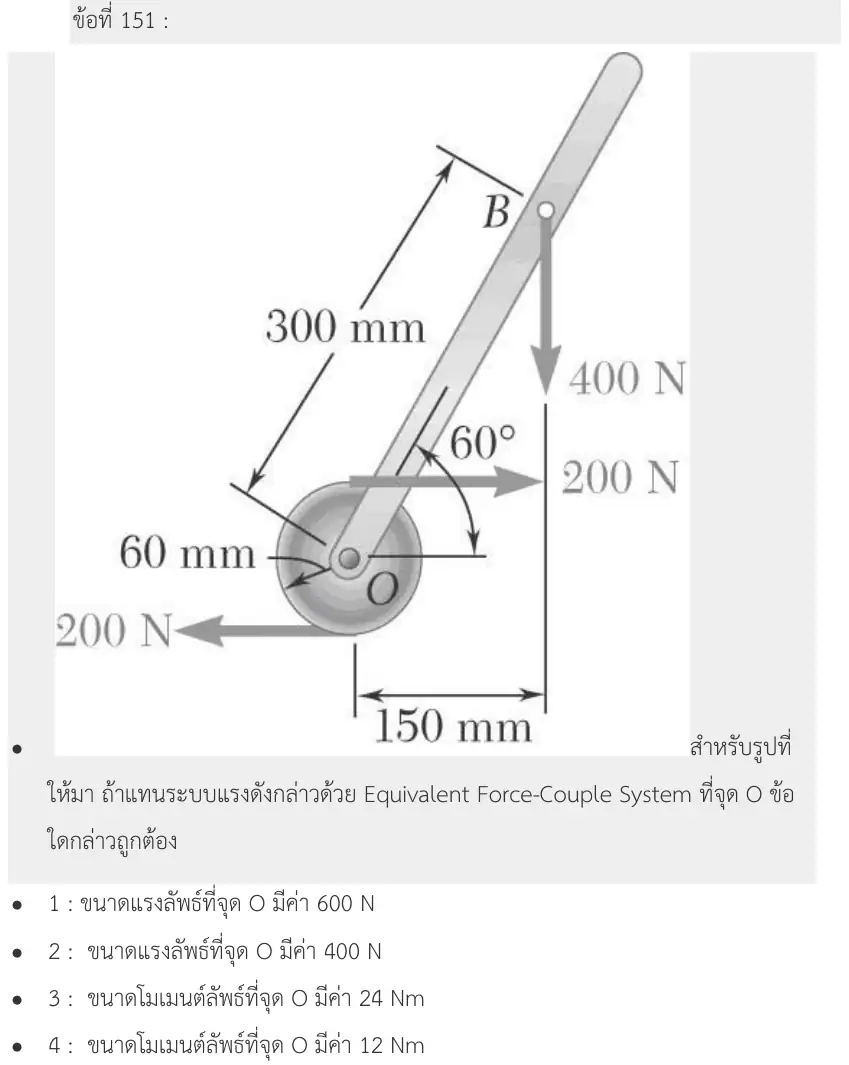 ข้อที่ 151 :
B
300 mm
400 N
60°
200 N
60 mm
O
200 N
150 mm
สำหรับรูปที่
ให้มา ถ้าแทนระบบแรงดังกล่าวด้วย Equivalent Force-Couple System ที่จุด O ข้อ
ใดกล่าวถูกต้อง
1 : ขนาดแรงลัพธ์ที่จุด O มีค่า 600 N
2 : ขนาดแรงลัพธ์ที่จุด O มีค่า 400 N
3 : ขนาดโมเมนต์ลัพธ์ที่จุด O มีค่า 24 Nm
4 : ขนาดโมเมนต์ลัพธ์ที่จุด O มีค่า 12 Nm